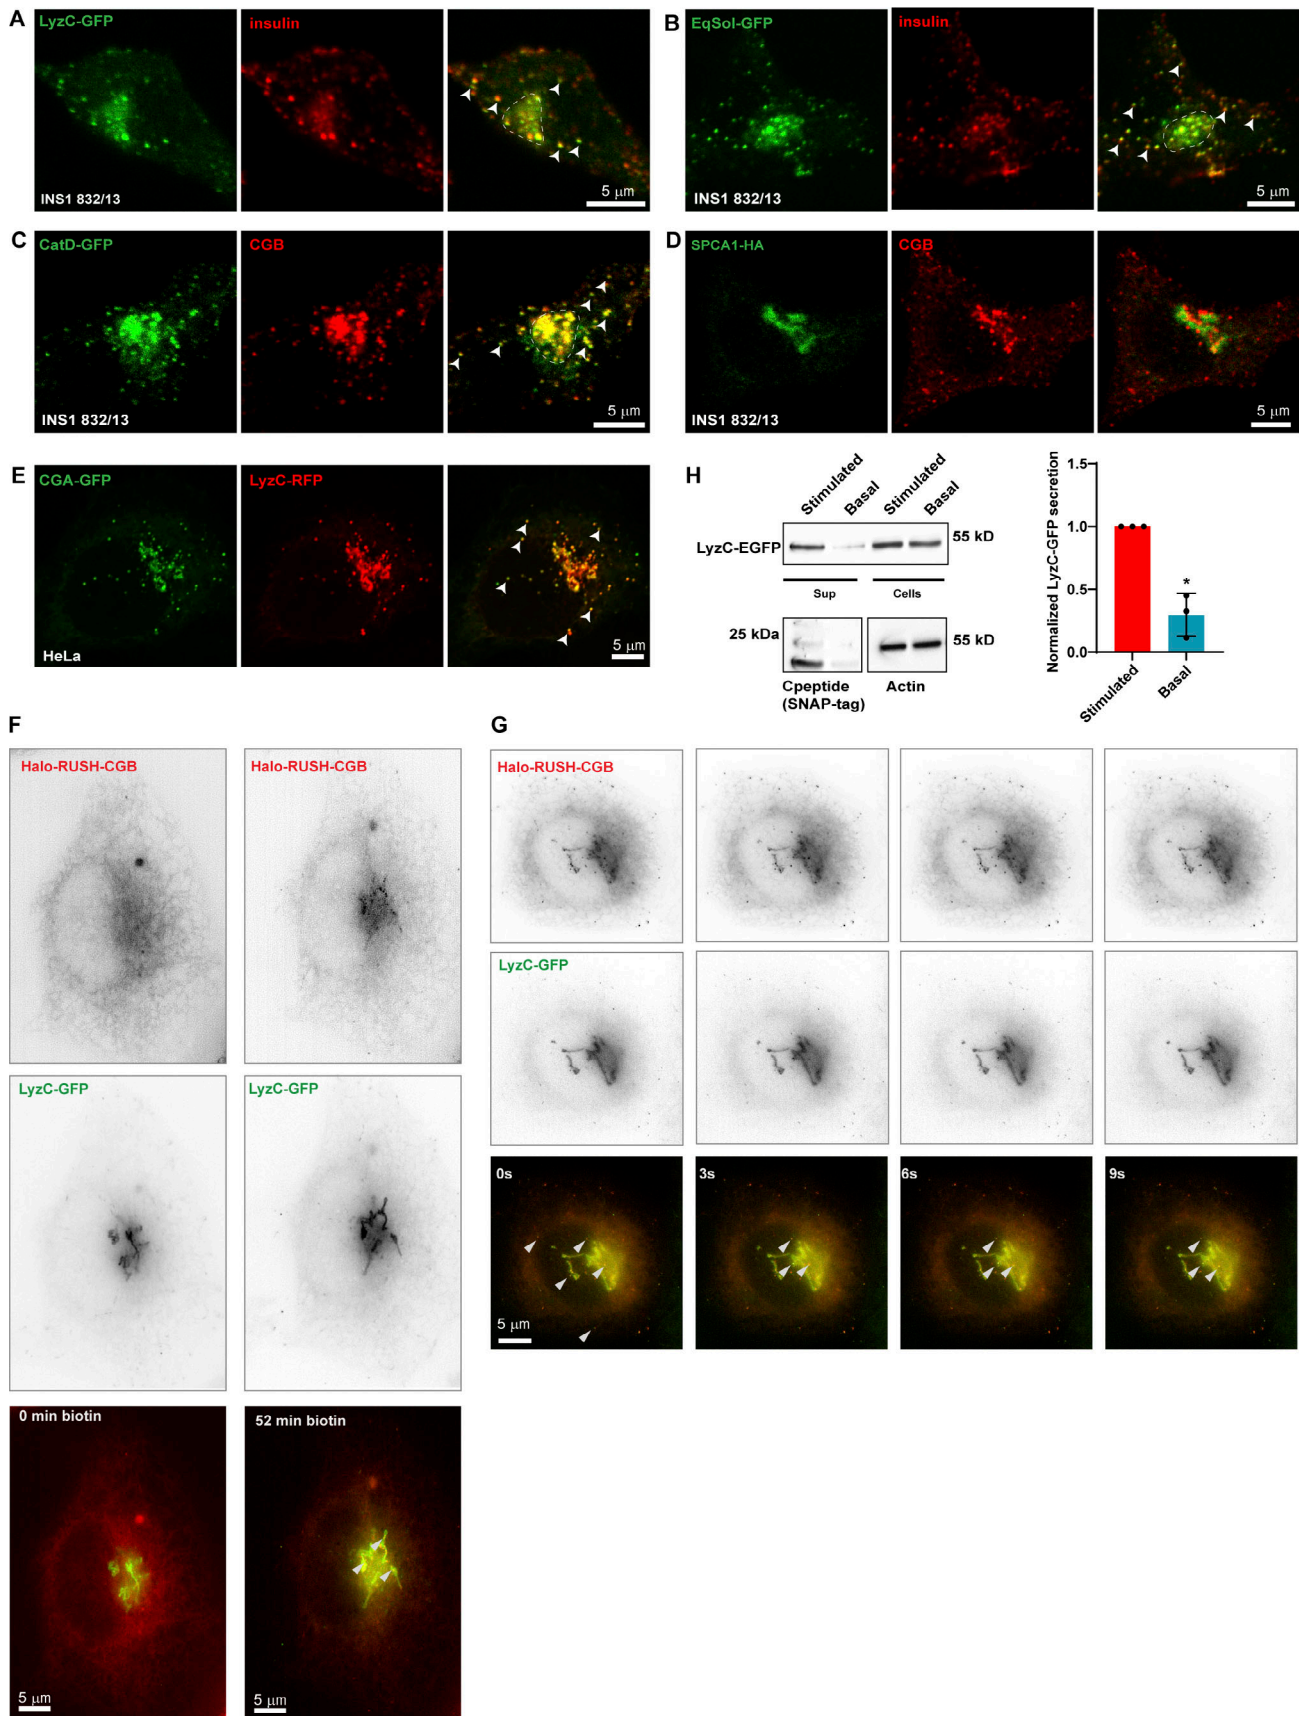 A
LyzC-GFP
insulin
INS1 832/13
5 μm
B
EqSol-GFP
insulin
INS1 832/13
5 μm
C
CatD-GFP
CGB
INS1 832/13
5 μm
D
SPCA1-HA
CGB
INS1 832/13
5 μm
E
CGA-GFP
LyzC-RFP
HeLa
5 μm
H
Stimulated
Basal
Stimulated
Basal
LyzC-EGFP
55 kD
Sup
Cells
25 kDa
55 kD
Cpeptide
(SNAP-tag)
Actin
Normalized LyzC-GFP secretion
1.5
1.0
0.5
0.0
*
Stimulated
Basal
F
Halo-RUSH-CGB
Halo-RUSH-CGB
LyzC-GFP
LyzC-GFP
0 min biotin
52 min biotin
5 μm
5 μm
G
Halo-RUSH-CGB
LyzC-GFP
0s
3s
6s
9s
5 μm